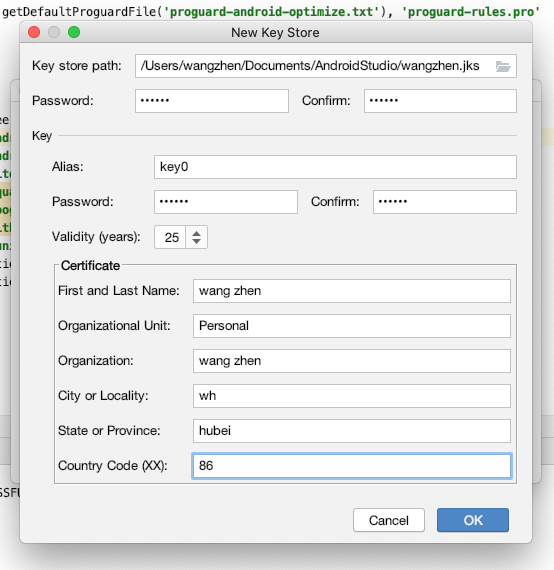 getDefaultProguardFile('proguard-android-optimize.txt'), 'proguard-rules.pro'
New Key Store
Key store path: /Users/wangzhen/Documents/AndroidStudio/wangzhen.jks
Password: •••••• Confirm: ••••••
Key
Alias: key0
Password: •••••• Confirm: ••••••
Validity (years): 25
Certificate
First and Last Name: wang zhen
Organizational Unit: Personal
Organization: wang zhen
City or Locality: wh
State or Province: hubei
Country Code (XX): 86
Cancel OK